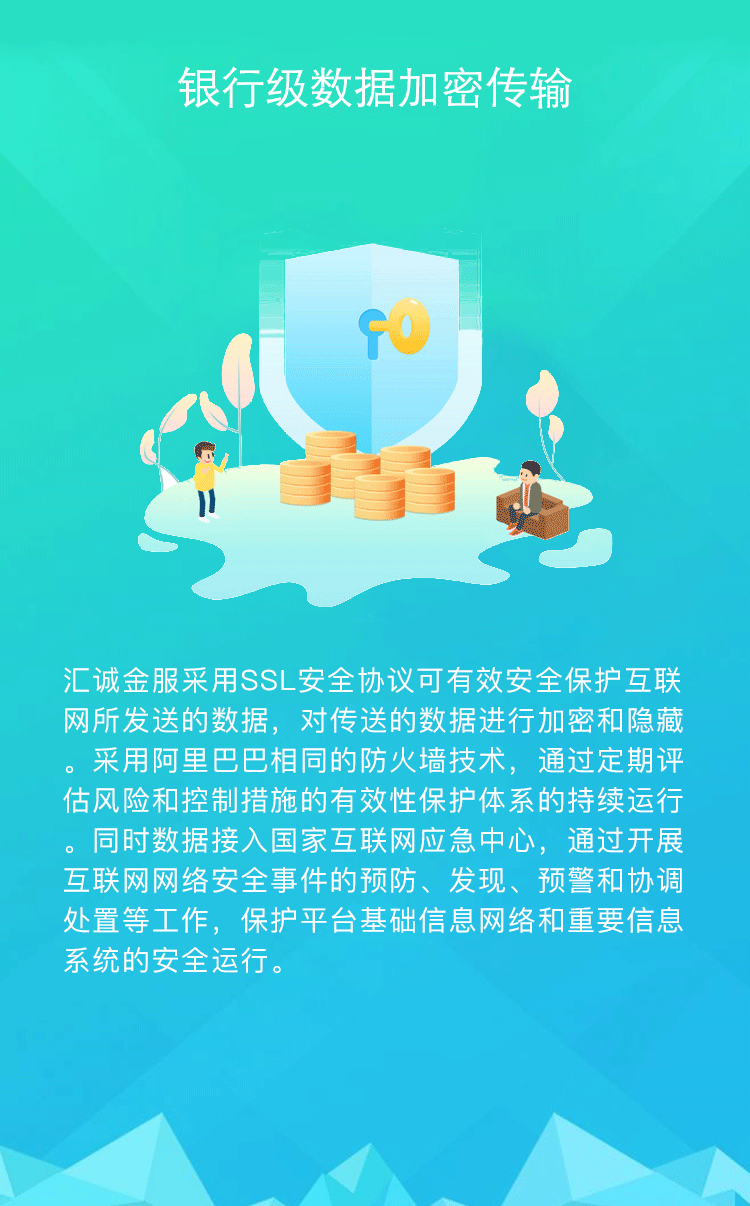 银行级数据加密传输
汇诚金服采用SSL安全协议可有效安全保护互联
网所发送的数据，对传送的数据进行加密和隐藏
。采用阿里巴巴相同的防火墙技术，通过定期评
估风险和控制措施的有效性保护体系的持续运行
。同时数据接入国家互联网应急中心，通过开展
互联网网络安全事件的预防、发现、预警和协调
处置等工作，保护平台基础信息网络和重要信息
系统的安全运行。